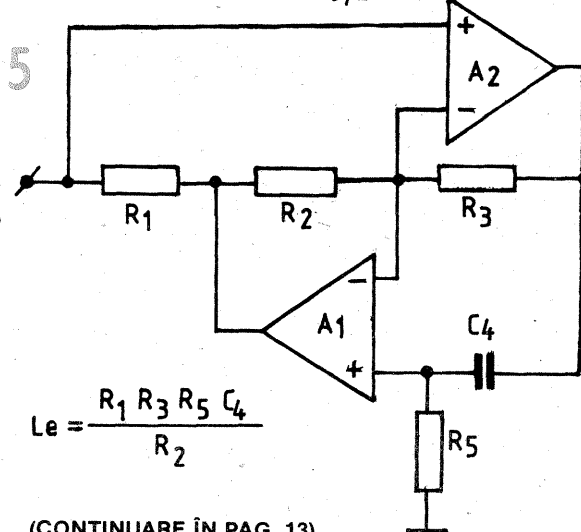 5
+
A2
−
R1
R2
R3
−
A1
+
C4
R5
Le = R1 R3 R5 C4 / R2
(CONTINUARE ÎN PAG. 13)